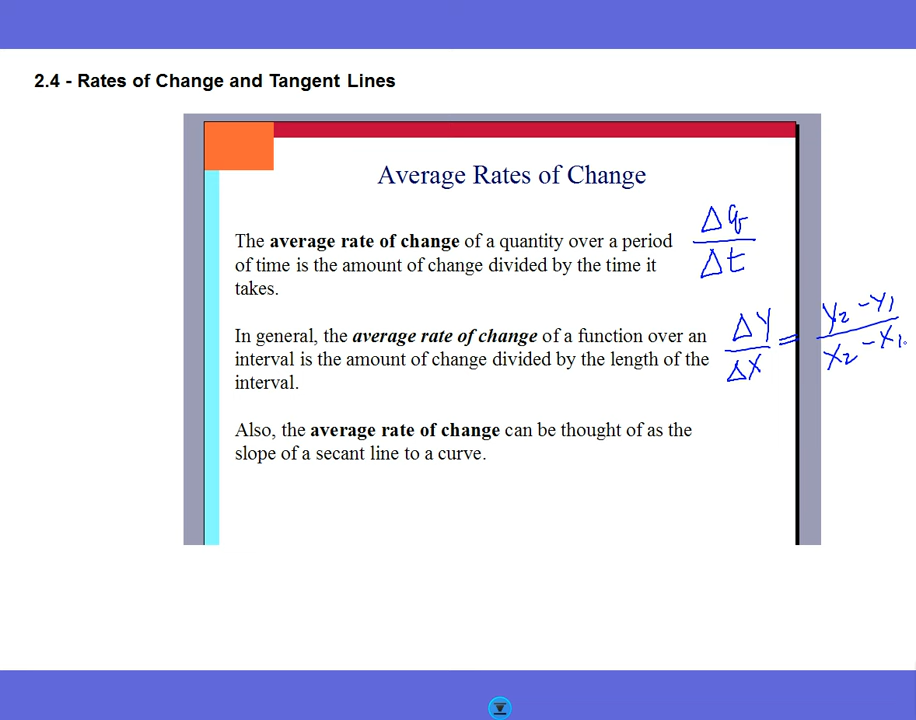 2.4 - Rates of Change and Tangent Lines
Average Rates of Change
The average rate of change of a quantity over a period
of time is the amount of change divided by the time it
takes.
Δq
Δt
In general, the average rate of change of a function over an
interval is the amount of change divided by the length of the
interval.
Δy
Δx
=
y2 - y1
x2 - x1
Also, the average rate of change can be thought of as the
slope of a secant line to a curve.